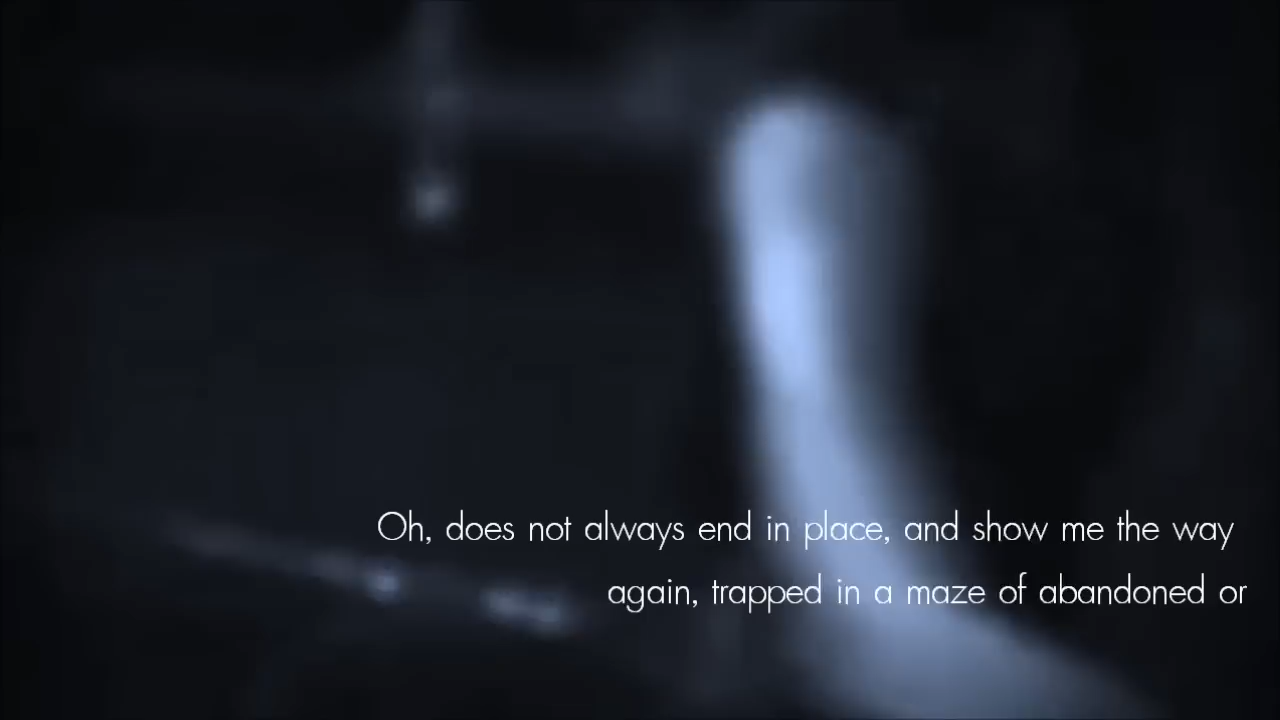 Oh, does not always end in place, and show me the way
again, trapped in a maze of abandoned or